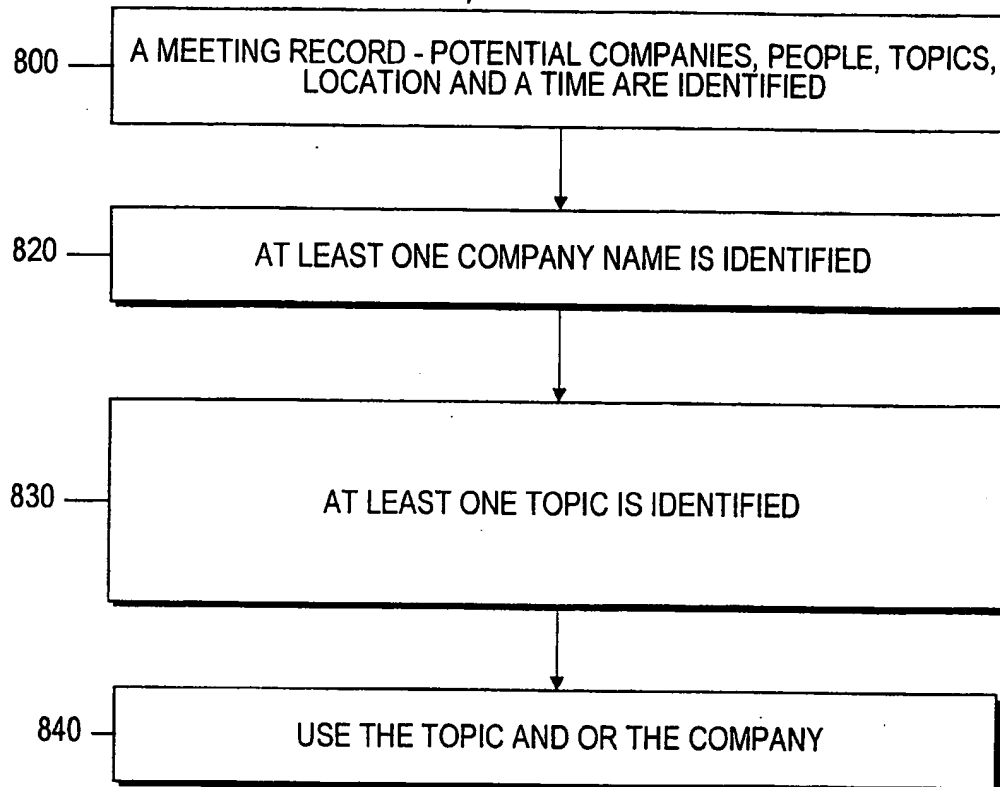 800
A MEETING RECORD - POTENTIAL COMPANIES, PEOPLE, TOPICS,
LOCATION AND A TIME ARE IDENTIFIED
820
AT LEAST ONE COMPANY NAME IS IDENTIFIED
830
AT LEAST ONE TOPIC IS IDENTIFIED
840
USE THE TOPIC AND OR THE COMPANY